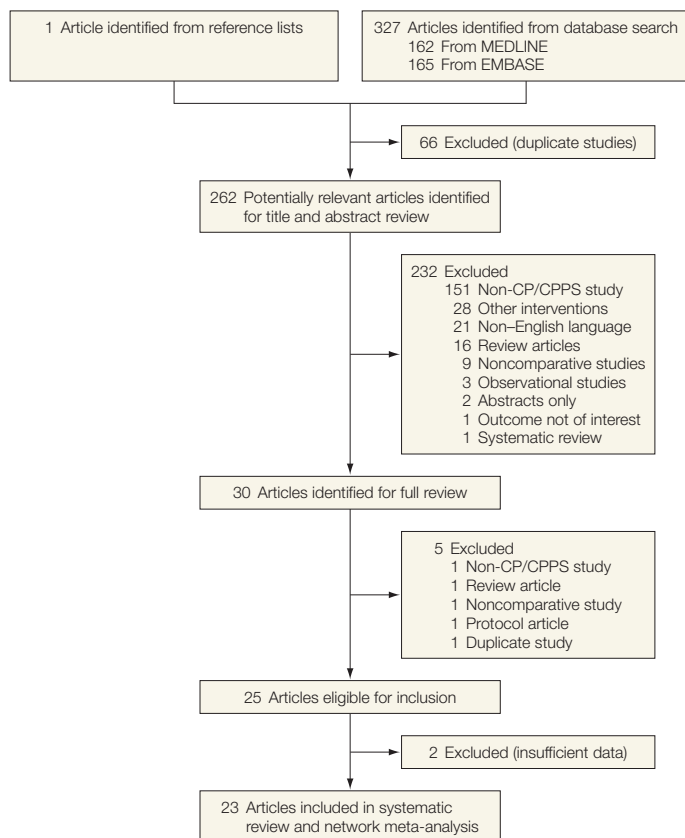 1 Article identified from reference lists
327 Articles identified from database search
162 From MEDLINE
165 From EMBASE
66 Excluded (duplicate studies)
262 Potentially relevant articles identified
for title and abstract review
232 Excluded
151 Non-CP/CPPS study
28 Other interventions
21 Non–English language
16 Review articles
9 Noncomparative studies
3 Observational studies
2 Abstracts only
1 Outcome not of interest
1 Systematic review
30 Articles identified for full review
5 Excluded
1 Non-CP/CPPS study
1 Review article
1 Noncomparative study
1 Protocol article
1 Duplicate study
25 Articles eligible for inclusion
2 Excluded (insufficient data)
23 Articles included in systematic
review and network meta-analysis